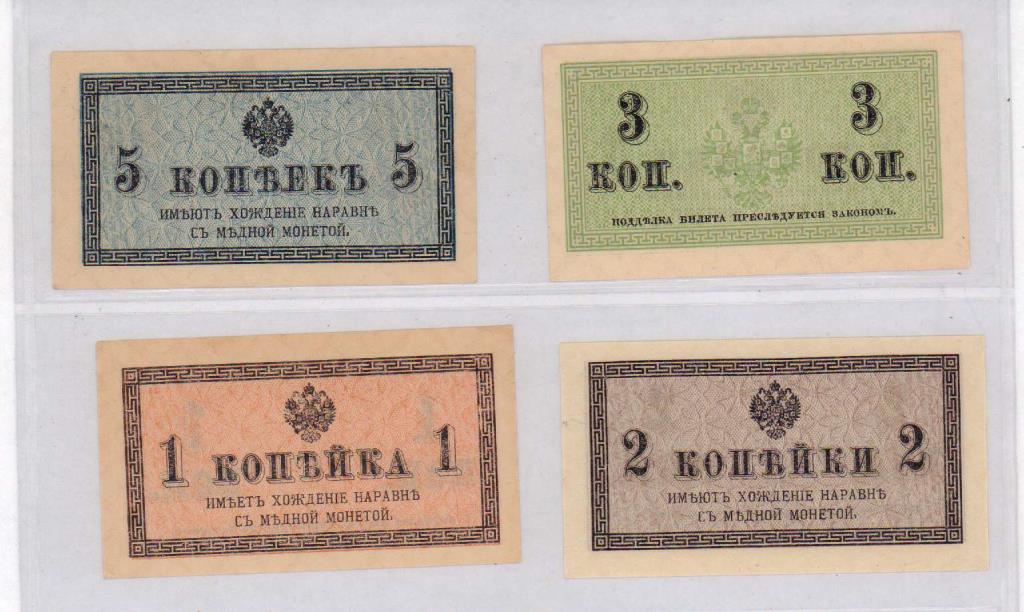 5 КОПѢЕКЪ 5
ИМѢЮТЪ ХОЖДЕНІЕ НАРАВНѢ
СЪ МѢДНОЙ МОНЕТОЙ.
3 3
КОП. КОП.
ПОДДѢЛКА БИЛЕТА ПРЕСЛѢДУЕТСЯ ЗАКОНОМЪ.
1 КОПѢЙКА 1
ИМѢЕТЪ ХОЖДЕНІЕ НАРАВНѢ
СЪ МѢДНОЙ МОНЕТОЙ.
2 КОПѢЙКИ 2
ИМѢЮТЪ ХОЖДЕНІЕ НАРАВНѢ
СЪ МѢДНОЙ МОНЕТОЙ.